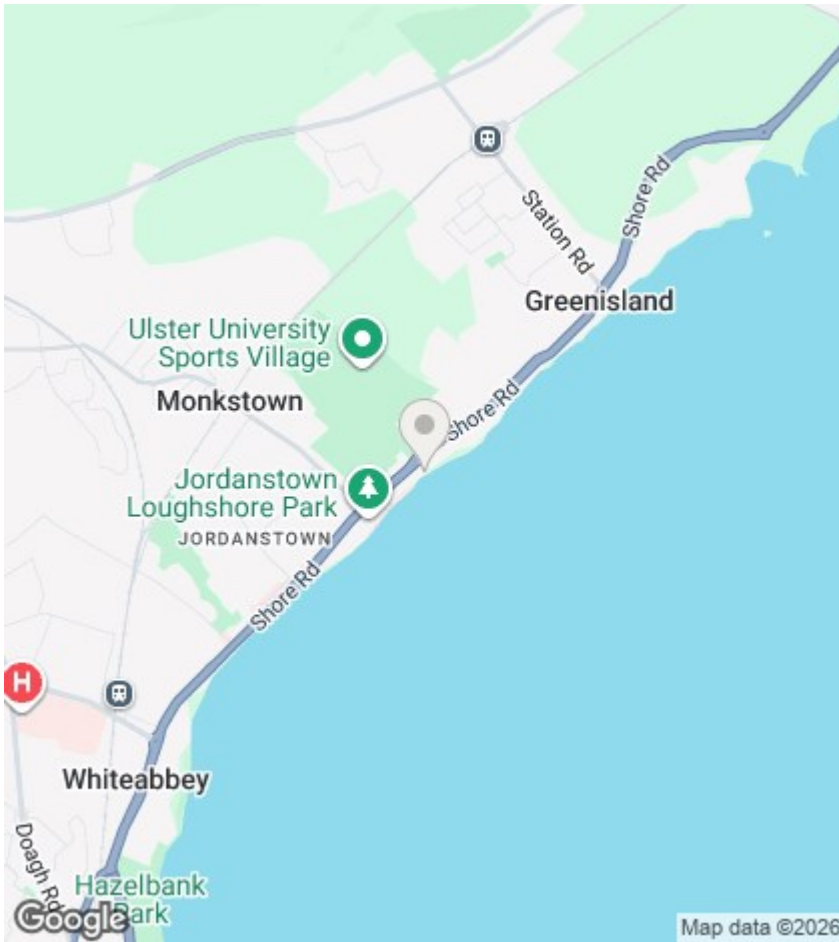 Shore Rd
Station Rd
Greenisland
Ulster University
Sports Village
Monkstown
Shore Rd
Jordanstown
Loughshore Park
JORDANSTOWN
Shore Rd
H
Whiteabbey
Doagh Rd
Hazelbank
Park
Google
Map data ©2026